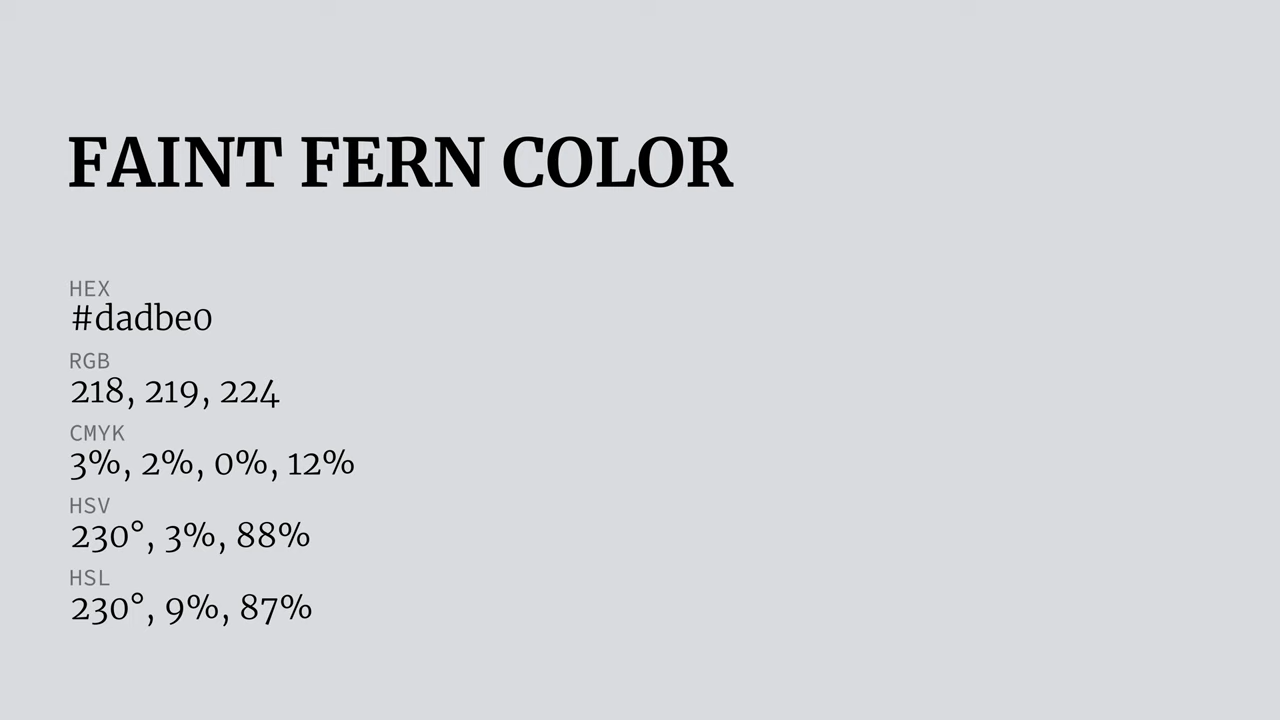 FAINT FERN COLOR
HEX
#dadbe0
RGB
218, 219, 224
CMYK
3%, 2%, 0%, 12%
HSV
230°, 3%, 88%
HSL
230°, 9%, 87%